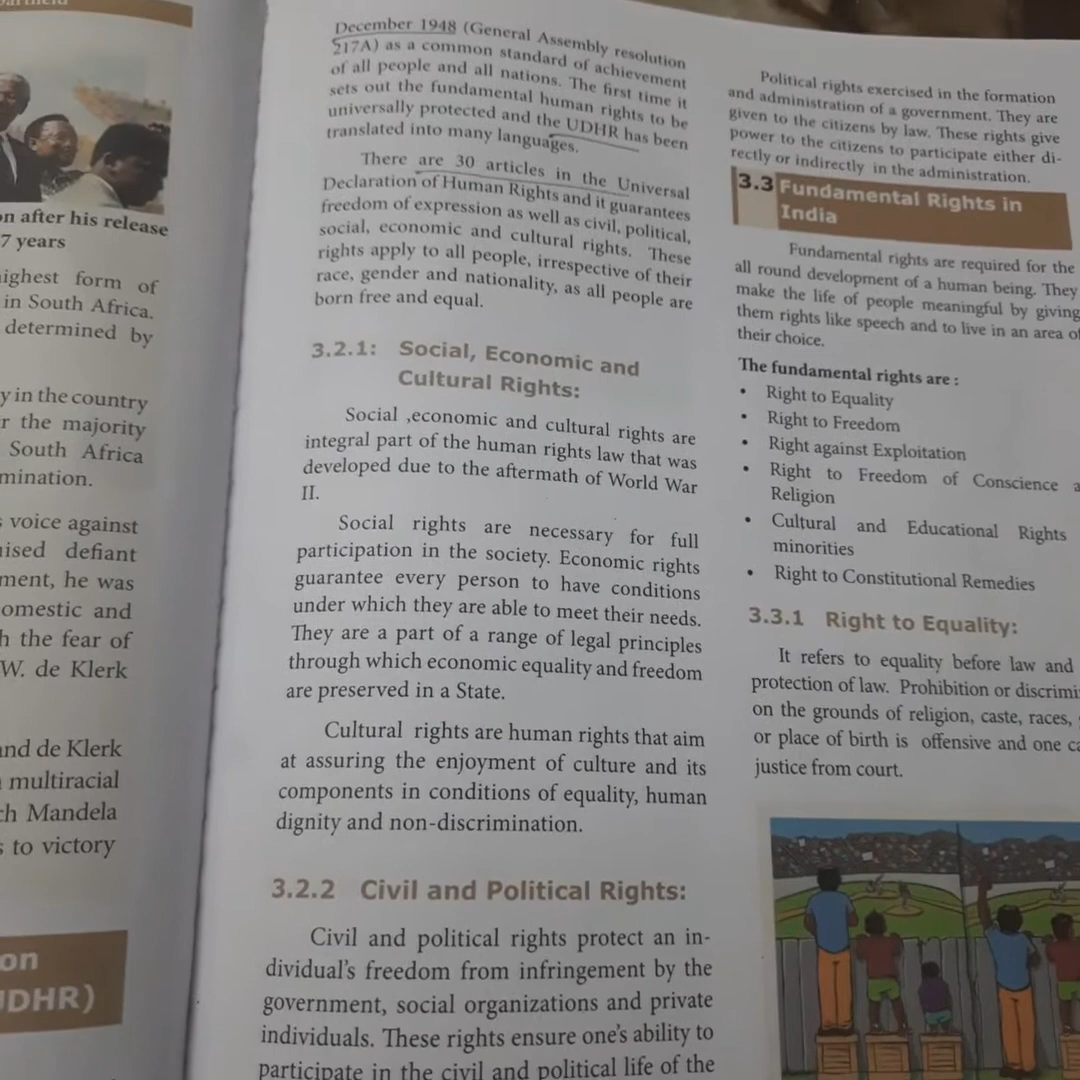 n after his release
7 years
ighest form of
in South Africa.
determined by
y in the country
r the majority
South Africa
mination.
s voice against
ised defiant
ment, he was
omestic and
h the fear of
W. de Klerk
and de Klerk
multiracial
ch Mandela
s to victory
on
UDHR)
December 1948 (General Assembly resolution
217A) as a common standard of achievement
of all people and all nations. The first time it
sets out the fundamental human rights to be
universally protected and the UDHR has been
translated into many languages.
There are 30 articles in the Universal
Declaration of Human Rights and it guarantees
freedom of expression as well as civil, political,
social, economic and cultural rights. These
rights apply to all people, irrespective of their
race, gender and nationality, as all people are
born free and equal.
3.2.1: Social, Economic and
Cultural Rights:
Social ,economic and cultural rights are
integral part of the human rights law that was
developed due to the aftermath of World War
II.
Social rights are necessary for full
participation in the society. Economic rights
guarantee every person to have conditions
under which they are able to meet their needs.
They are a part of a range of legal principles
through which economic equality and freedom
are preserved in a State.
Cultural rights are human rights that aim
at assuring the enjoyment of culture and its
components in conditions of equality, human
dignity and non-discrimination.
3.2.2 Civil and Political Rights:
Civil and political rights protect an in-
dividual's freedom from infringement by the
government, social organizations and private
individuals. These rights ensure one's ability to
participate in the civil and political life of the
Political rights exercised in the formation
and administration of a government. They are
given to the citizens by law. These rights give
power to the citizens to participate either di-
rectly or indirectly in the administration.
3.3 Fundamental Rights in
India
Fundamental rights are required for the
all round development of a human being. They
make the life of people meaningful by giving
them rights like speech and to live in an area of
their choice.
The fundamental rights are :
• Right to Equality
• Right to Freedom
• Right against Exploitation
• Right to Freedom of Conscience a
Religion
• Cultural and Educational Rights
minorities
• Right to Constitutional Remedies
3.3.1 Right to Equality:
It refers to equality before law and
protection of law. Prohibition or discrimi
on the grounds of religion, caste, races,
or place of birth is offensive and one ca
justice from court.